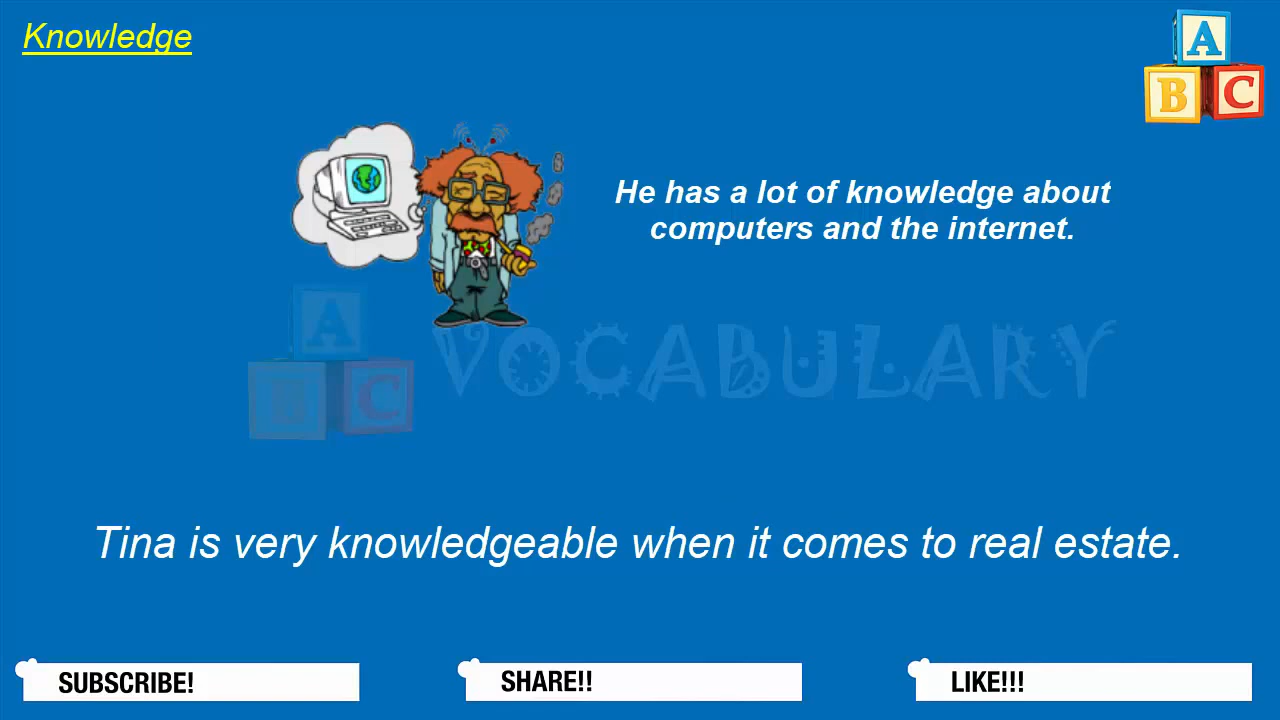 Knowledge
A
B C
He has a lot of knowledge about
computers and the internet.
A
B C
VOCABULARY
Tina is very knowledgeable when it comes to real estate.
SUBSCRIBE!
SHARE!!
LIKE!!!